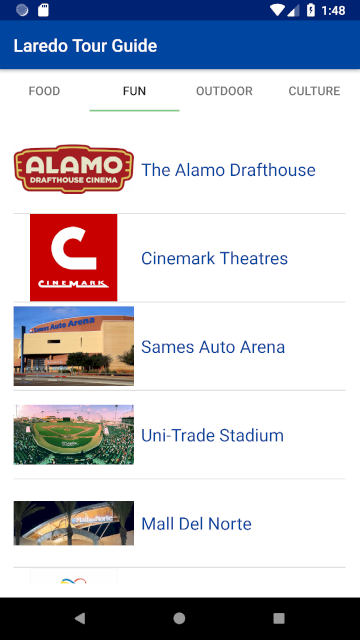 1:48
Laredo Tour Guide
FOOD FUN OUTDOOR CULTURE
ALAMO
DRAFTHOUSE CINEMA
The Alamo Drafthouse
CINEMARK
Cinemark Theatres
Sames Auto Arena
Sames Auto Arena
Uni-Trade Stadium
Mall del Norte
Mall Del Norte